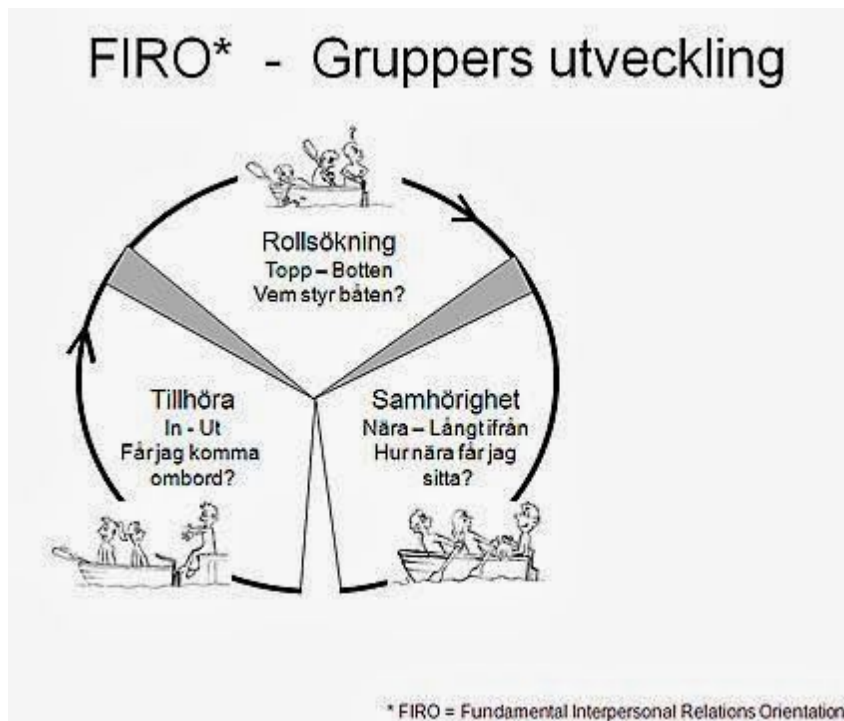 FIRO* - Gruppers utveckling
?
Rollsökning
Topp – Botten
Vem styr båten?
Tillhöra
In - Ut
Får jag komma
ombord?
Samhörighet
Nära – Långt ifrån
Hur nära får jag
sitta?
* FIRO = Fundamental Interpersonal Relations Orientation